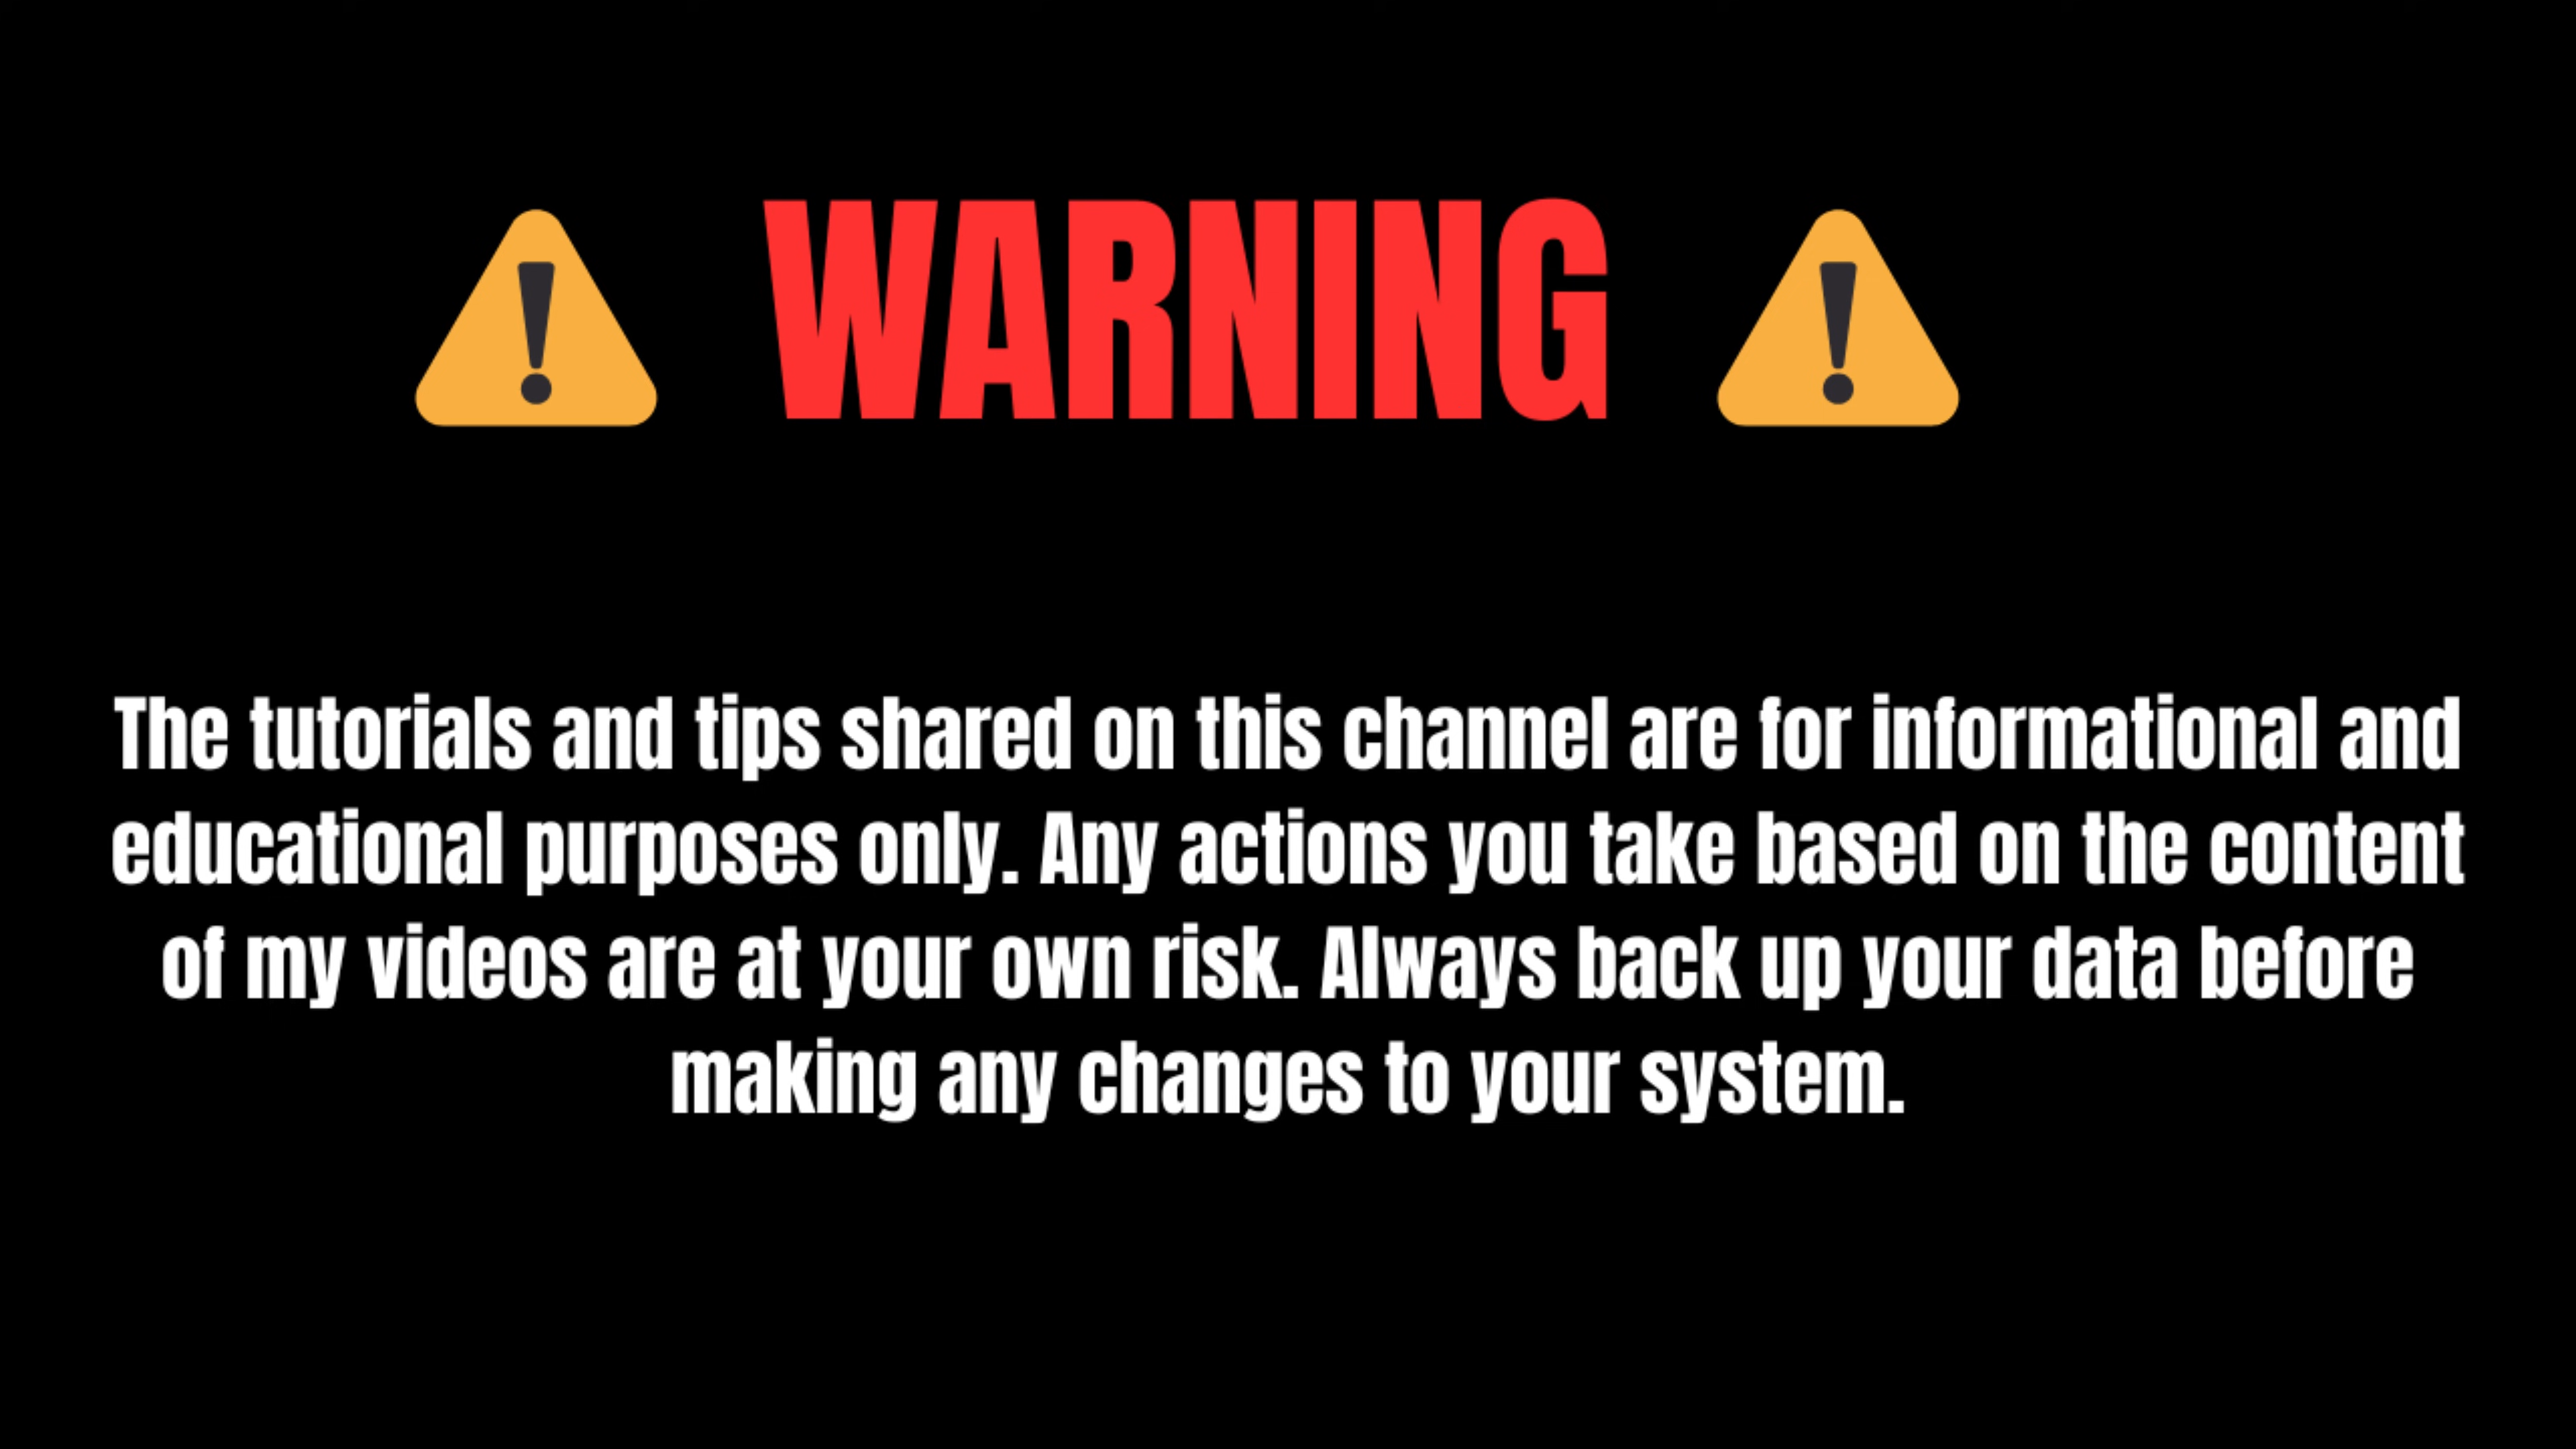 WARNING
The tutorials and tips shared on this channel are for informational and
educational purposes only. Any actions you take based on the content
of my videos are at your own risk. Always back up your data before
making any changes to your system.